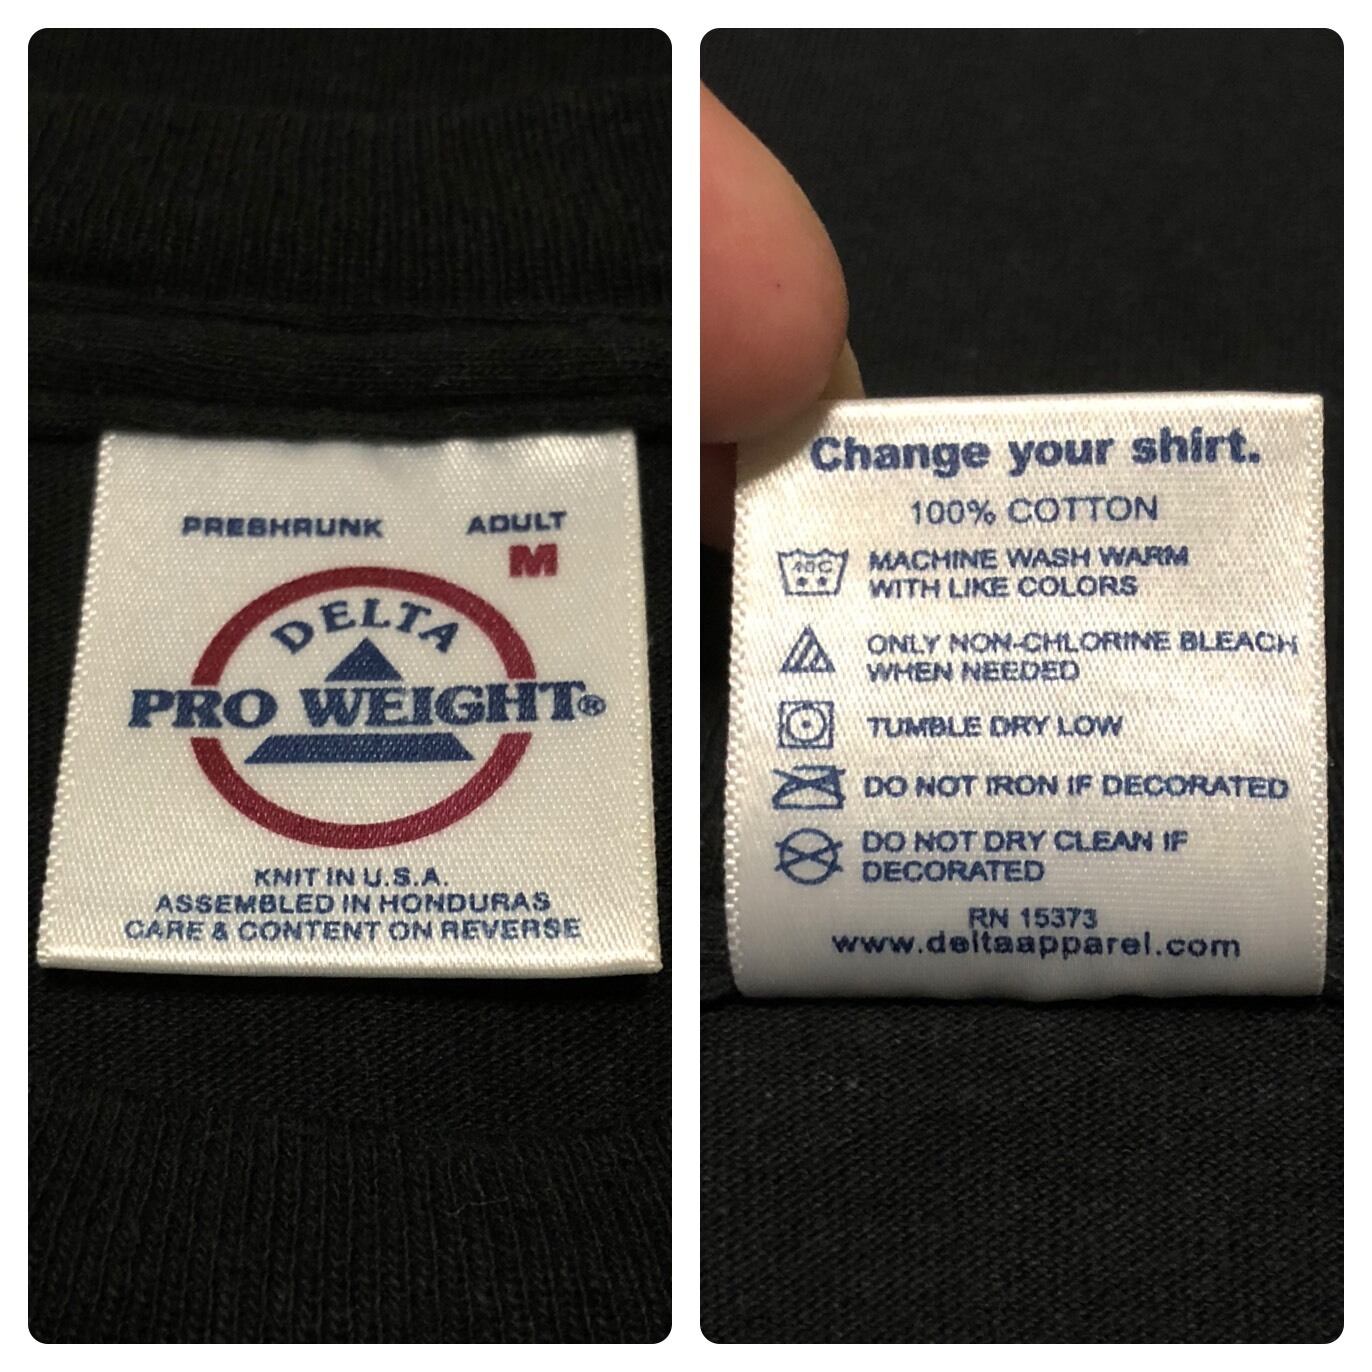 PRESHRUNK ADULT
M
DELTA
PRO WEIGHT®
KNIT IN U.S.A.
ASSEMBLED IN HONDURAS
CARE & CONTENT ON REVERSE
Change your shirt.
100% COTTON
40C
MACHINE WASH WARM
WITH LIKE COLORS
ONLY NON-CHLORINE BLEACH
WHEN NEEDED
TUMBLE DRY LOW
DO NOT IRON IF DECORATED
DO NOT DRY CLEAN IF
DECORATED
RN 15373
www.deltaapparel.com